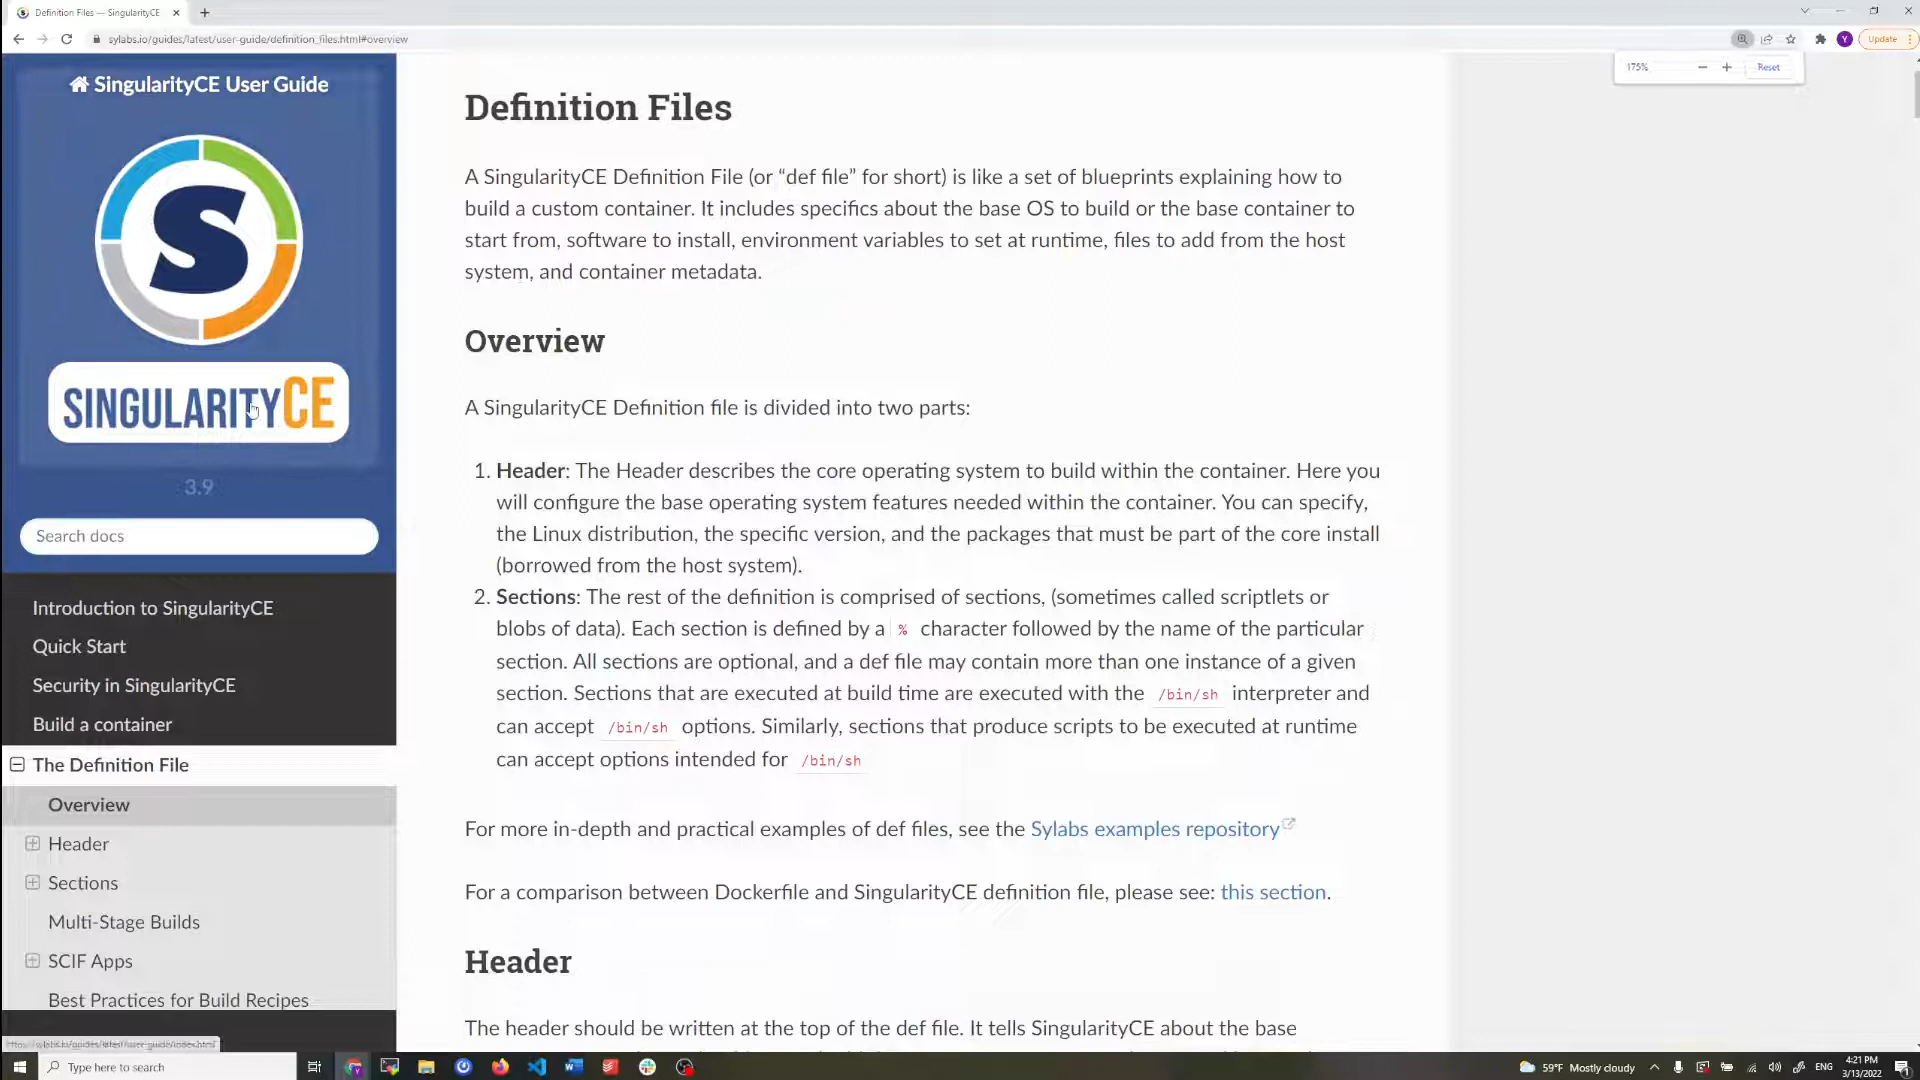 Definition Files — SingularityCE
sylabs.io/guides/latest/user-guide/definition_files.html#overview
Y
Update
175%
Reset
SingularityCE User Guide
S
SINGULARITYCE
3.9
Search docs
Introduction to SingularityCE
Quick Start
Security in SingularityCE
Build a container
The Definition File
Overview
Header
Sections
Multi-Stage Builds
SCIF Apps
Best Practices for Build Recipes
Definition Files
A SingularityCE Definition File (or “def file” for short) is like a set of blueprints explaining how to
build a custom container. It includes specifics about the base OS to build or the base container to
start from, software to install, environment variables to set at runtime, files to add from the host
system, and container metadata.
Overview
A SingularityCE Definition file is divided into two parts:
1. Header: The Header describes the core operating system to build within the container. Here you
will configure the base operating system features needed within the container. You can specify,
the Linux distribution, the specific version, and the packages that must be part of the core install
(borrowed from the host system).
2. Sections: The rest of the definition is comprised of sections, (sometimes called scriptlets or
blobs of data). Each section is defined by a % character followed by the name of the particular
section. All sections are optional, and a def file may contain more than one instance of a given
section. Sections that are executed at build time are executed with the /bin/sh interpreter and
can accept /bin/sh options. Similarly, sections that produce scripts to be executed at runtime
can accept options intended for /bin/sh
For more in-depth and practical examples of def files, see the Sylabs examples repository
For a comparison between Dockerfile and SingularityCE definition file, please see: this section.
Header
The header should be written at the top of the def file. It tells SingularityCE about the base
https://sylabs.io/guides/latest/user-guide/index.html
Type here to search
59°F Mostly cloudy
ENG
4:21 PM
3/13/2022